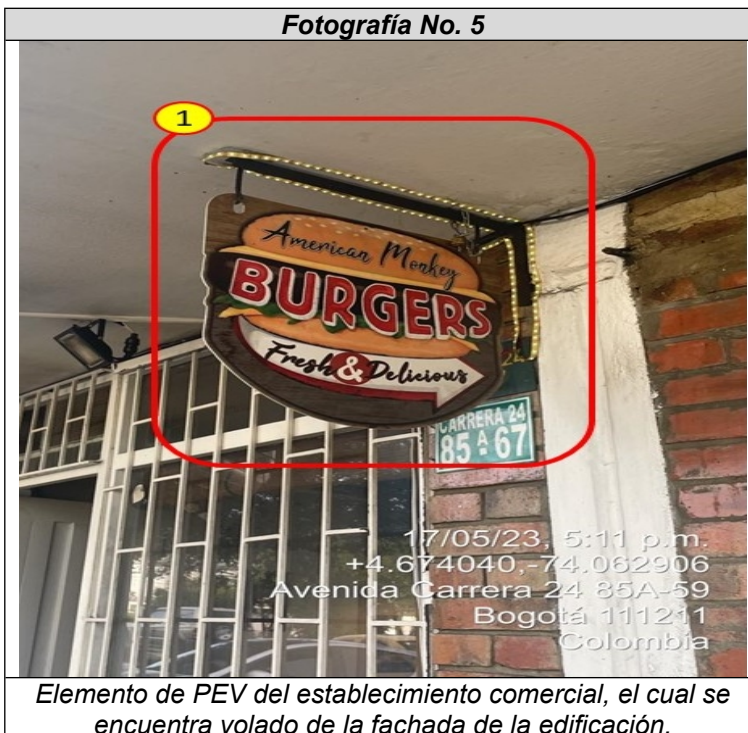 Fotografía No. 5
1
American Monkey
BURGERS
Fresh & Delicious
CARRERA 24
85 A 67
17/05/23, 5:11 p.m.
+4.674040,-74.062906
Avenida Carrera 24 85A-59
Bogotá 111211
Colombia
Elemento de PEV del establecimiento comercial, el cual se
encuentra volado de la fachada de la edificación.